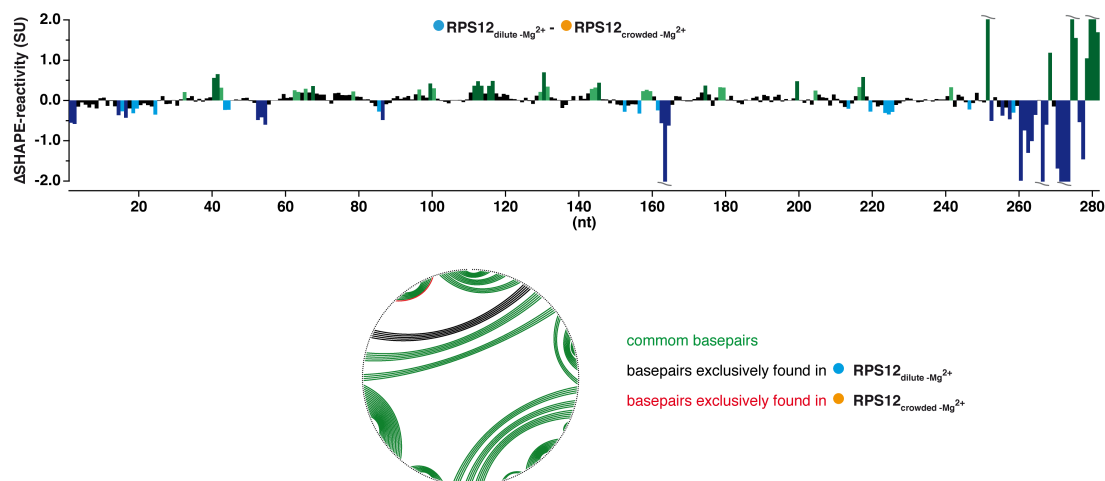 RPS12dilute -Mg2+ - RPS12crowded -Mg2+
ΔSHAPE-reactivity (SU)
2.0
1.0
0.0
-1.0
-2.0
20 40 60 80 100 120 140 160 180 200 220 240 260 280
(nt)
commom basepairs
basepairs exclusively found in RPS12dilute -Mg2+
basepairs exclusively found in RPS12crowded -Mg2+